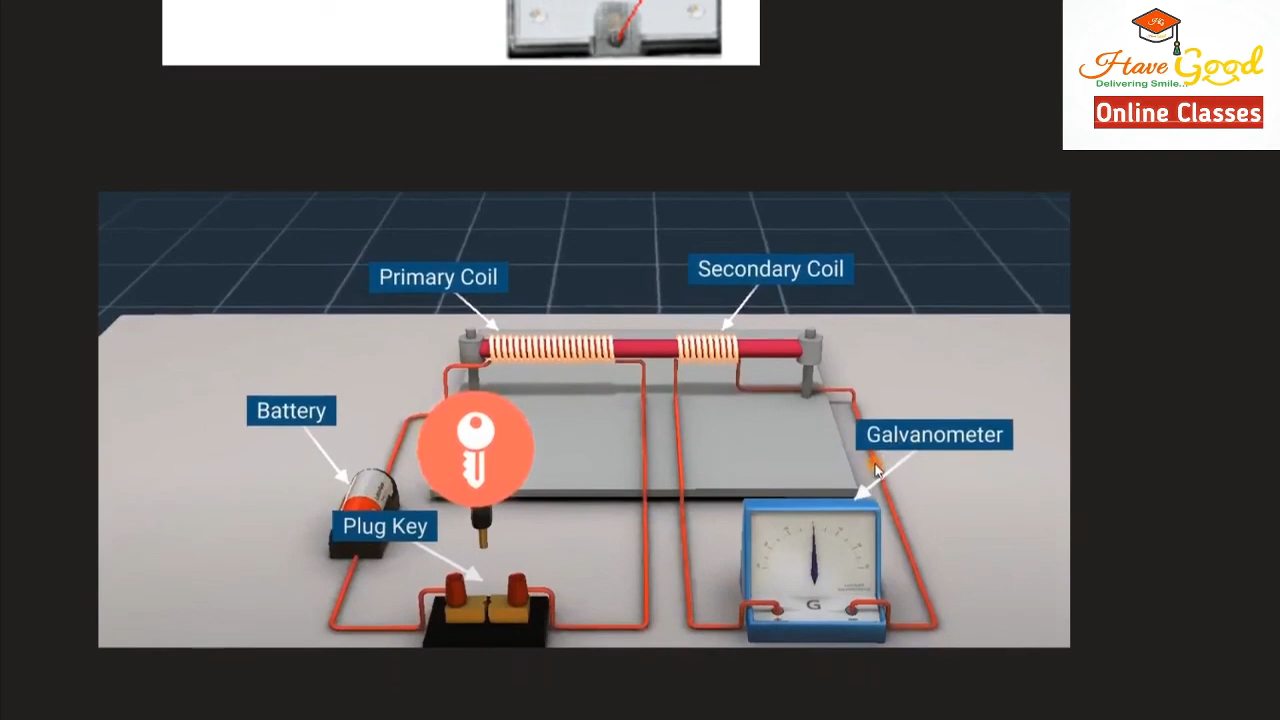 Have Good
Delivering Smile...
Online Classes
Primary Coil
Secondary Coil
Battery
Galvanometer
Plug Key
G